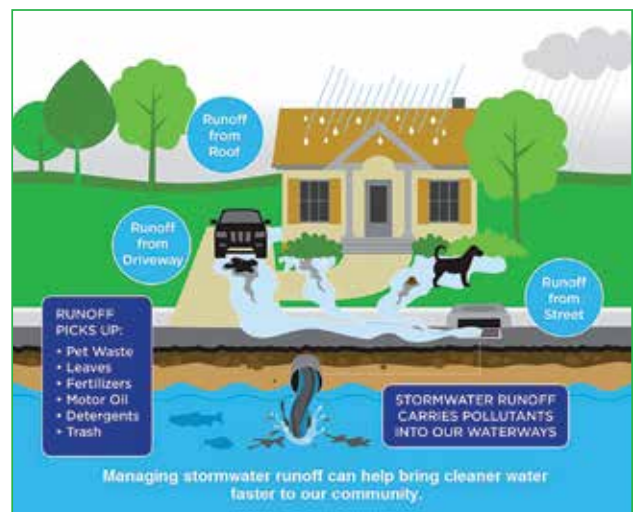 Runoff
from
Roof
Runoff
from
Driveway
Runoff
from
Street
RUNOFF
PICKS UP:
• Pet Waste
• Leaves
• Fertilizers
• Motor Oil
• Detergents
• Trash
STORMWATER RUNOFF
CARRIES POLLUTANTS
INTO OUR WATERWAYS
Managing stormwater runoff can help bring cleaner water
faster to our community.